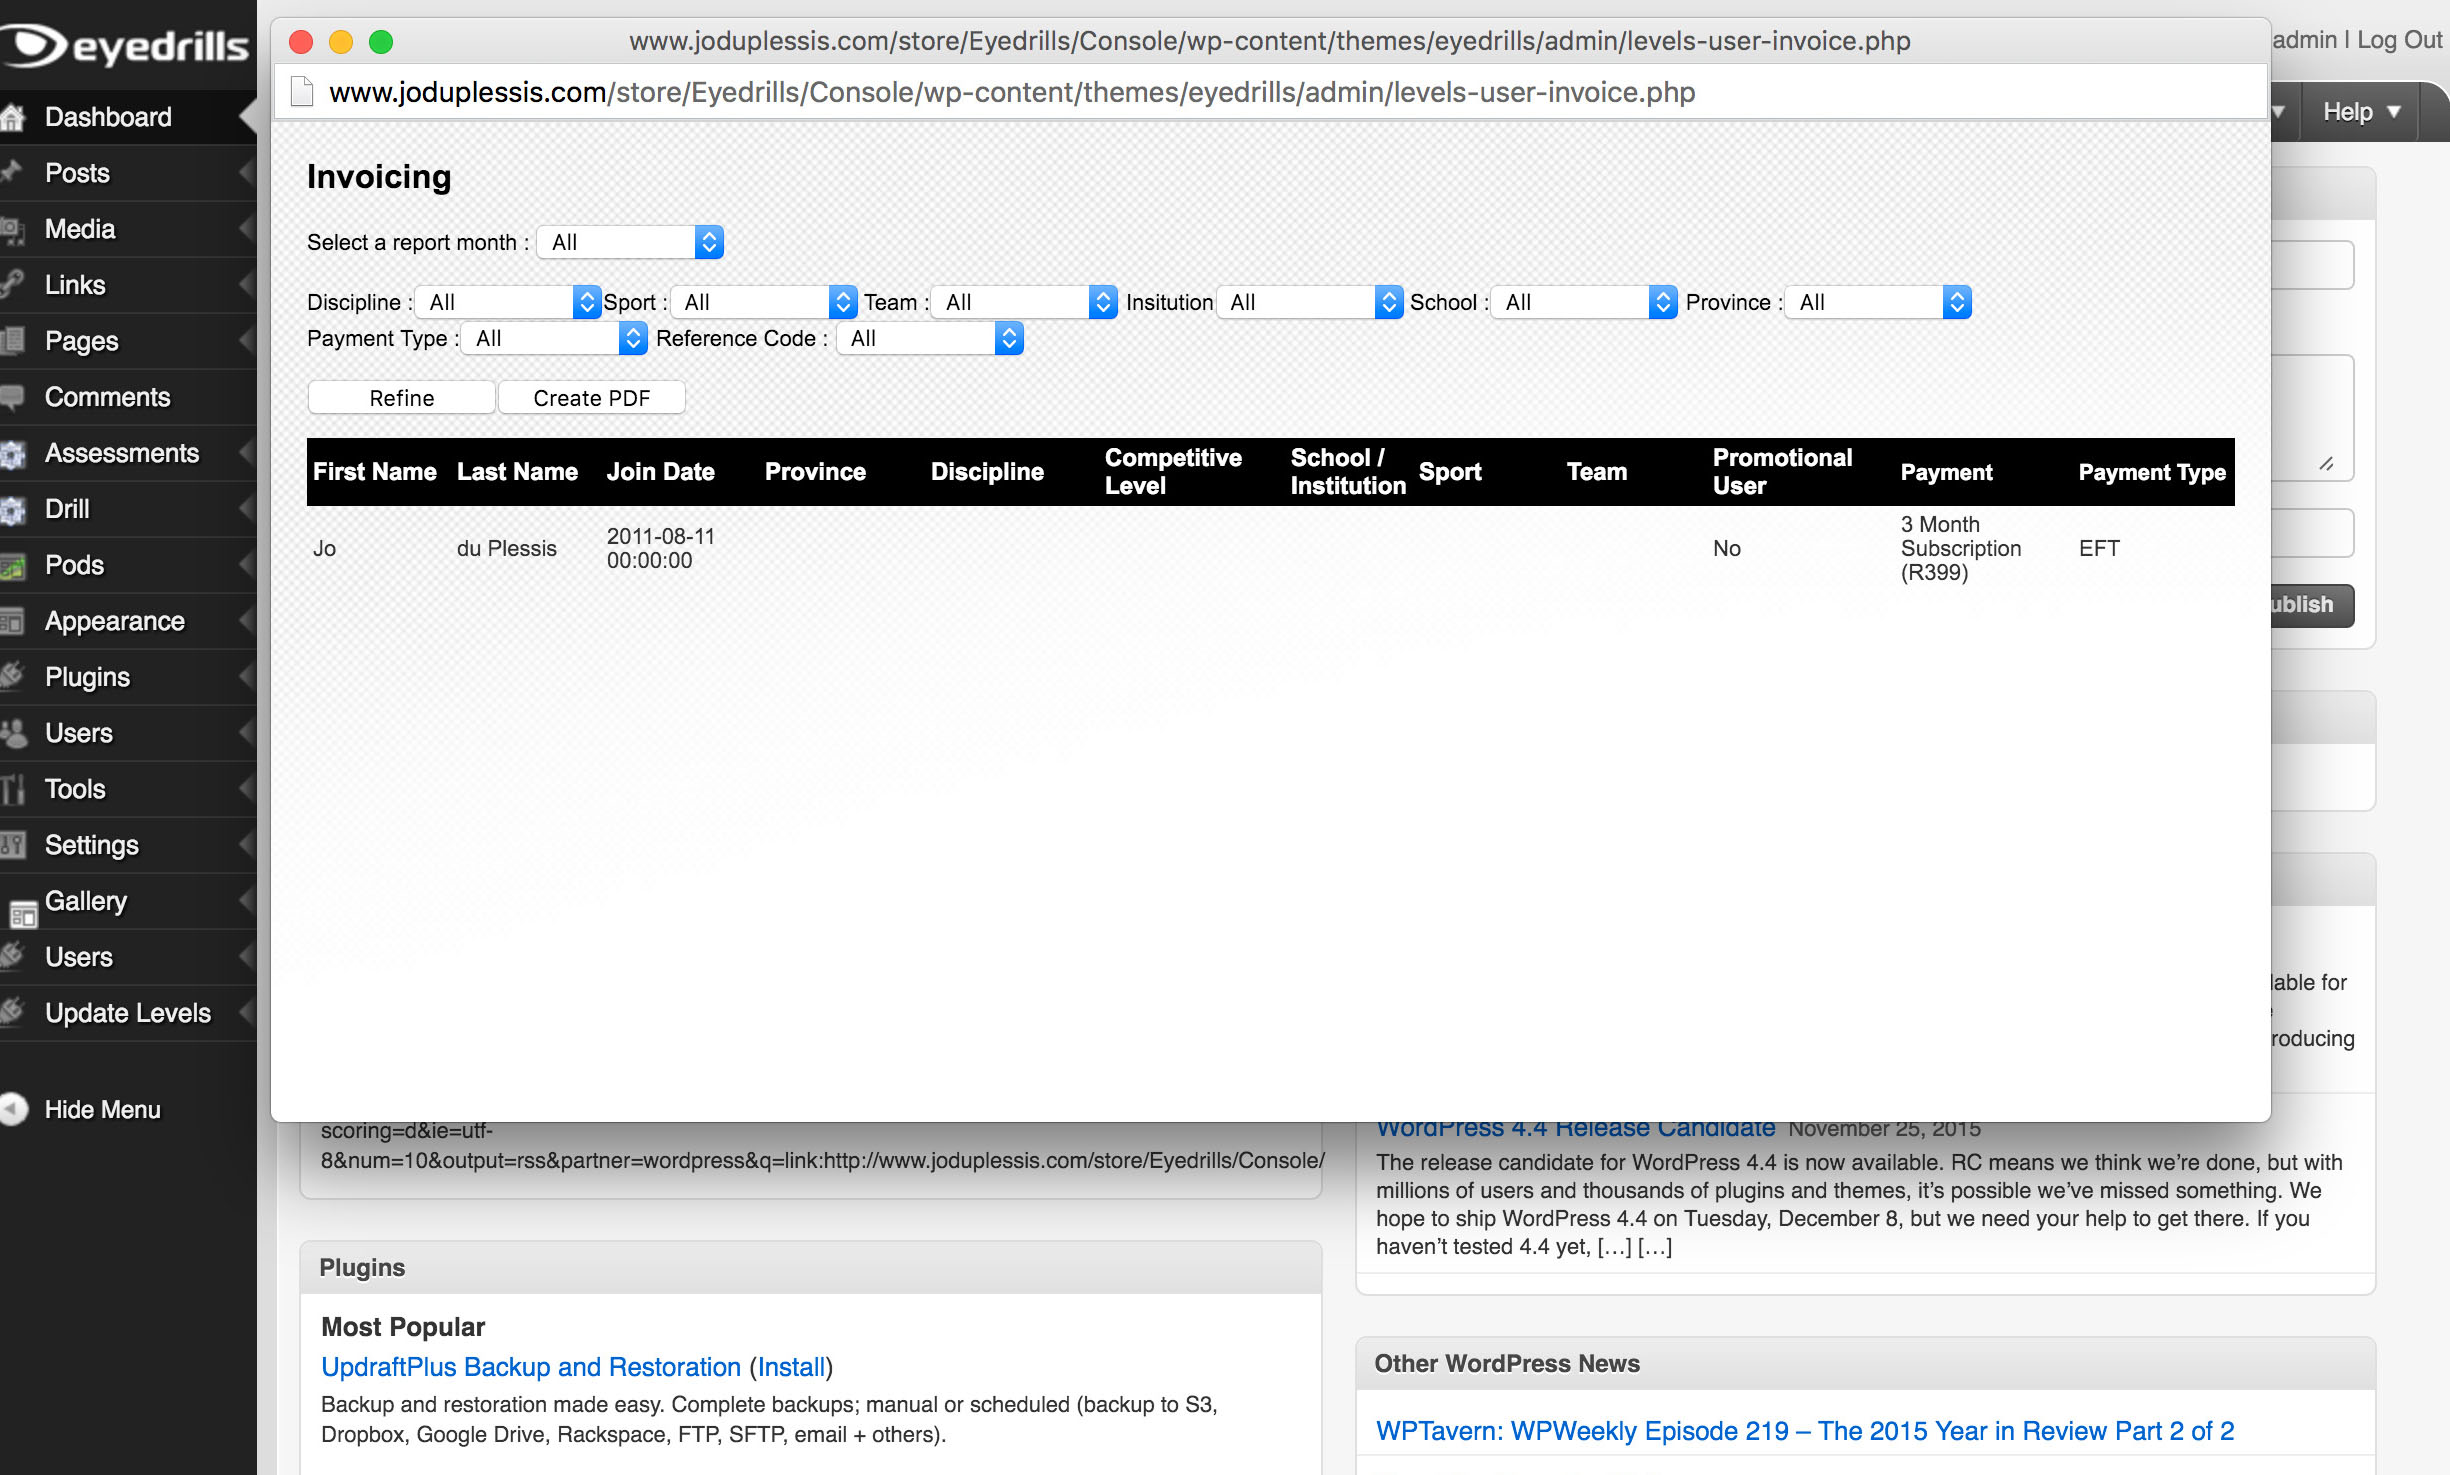 eyedrills
Dashboard
Posts
Media
Links
Pages
Comments
Assessments
Drill
Pods
Appearance
Plugins
Users
Tools
Settings
Gallery
Users
Update Levels
Hide Menu
www.joduplessis.com/store/Eyedrills/Console/wp-content/themes/eyedrills/admin/levels-user-invoice.php
www.joduplessis.com/store/Eyedrills/Console/wp-content/themes/eyedrills/admin/levels-user-invoice.php
admin | Log Out
Help
Invoicing
Select a report month : All
Discipline : All Sport : All Team : All Insitution All School : All Province : All
Payment Type : All Reference Code : All
Refine Create PDF
First Name Last Name Join Date Province Discipline Competitive Level School / Institution Sport Team Promotional User Payment Payment Type
Jo du Plessis 2011-08-11 00:00:00 No 3 Month Subscription (R399) EFT
ublish
lable for
roducing
scoring=d&ie=utf-
8&num=10&output=rss&partner=wordpress&q=link:http://www.joduplessis.com/store/Eyedrills/Console/
Plugins
Most Popular
UpdraftPlus Backup and Restoration (Install)
Backup and restoration made easy. Complete backups; manual or scheduled (backup to S3,
Dropbox, Google Drive, Rackspace, FTP, SFTP, email + others).
WordPress 4.4 Release Candidate November 25, 2015
The release candidate for WordPress 4.4 is now available. RC means we think we're done, but with
millions of users and thousands of plugins and themes, it's possible we've missed something. We
hope to ship WordPress 4.4 on Tuesday, December 8, but we need your help to get there. If you
haven't tested 4.4 yet, […] […]
Other WordPress News
WPTavern: WPWeekly Episode 219 – The 2015 Year in Review Part 2 of 2